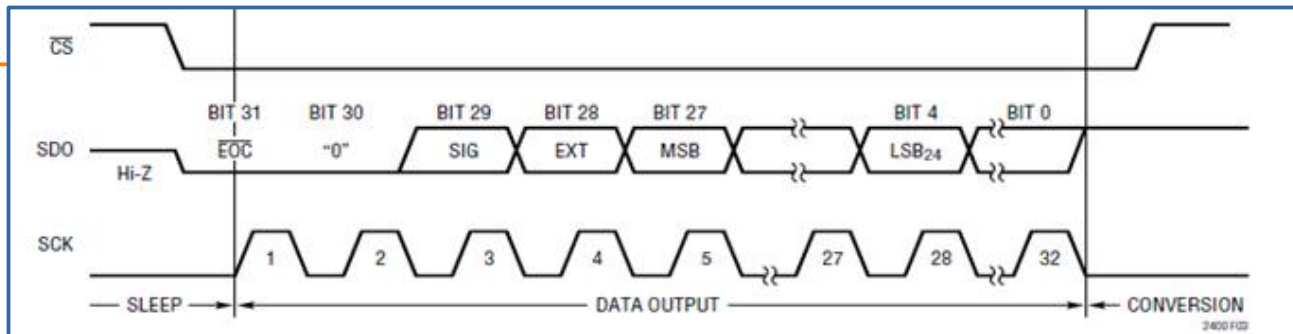 CS
BIT 31 BIT 30 BIT 29 BIT 28 BIT 27 BIT 4 BIT 0
SDO EOC "0" SIG EXT MSB LSB24
Hi-Z
SCK 1 2 3 4 5 27 28 32
SLEEP DATA OUTPUT CONVERSION
2400 F03